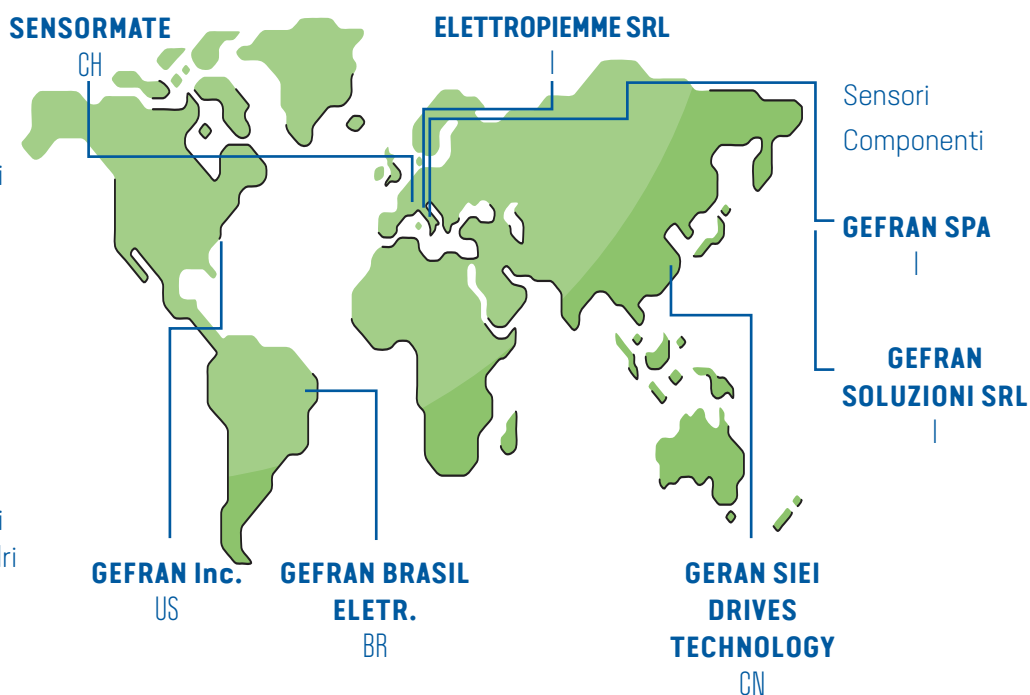 SENSORMATE
CH
ELETTROPIEMME SRL
I
Sensori
Componenti
i
GEFRAN SPA
I
GEFRAN
SOLUZIONI SRL
I
i
lri
GEFRAN Inc.
US
GEFRAN BRASIL
ELETR.
BR
GERAN SIEI
DRIVES
TECHNOLOGY
CN